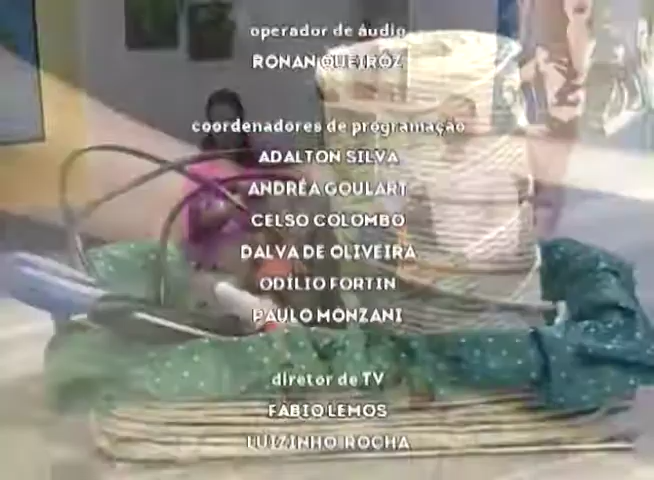 operador de áudio
RONAN QUEIRÓZ
coordenadores de programação
ADALTON SILVA
ANDRÉA GOULART
CELSO COLOMBO
DALVA DE OLIVEIRA
ODÍLIO FORTIN
PAULO MONZANI
diretor de TV
FÁBIO LEMOS
LUIZINHO ROCHA